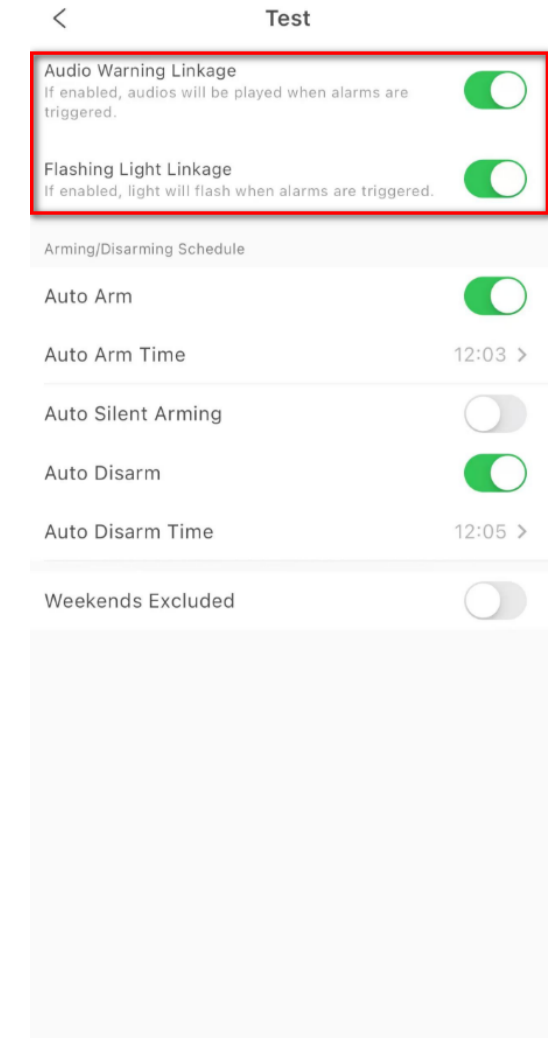 Test
Audio Warning Linkage
If enabled, audios will be played when alarms are
triggered.
Flashing Light Linkage
If enabled, light will flash when alarms are triggered.
Arming/Disarming Schedule
Auto Arm
Auto Arm Time 12:03 >
Auto Silent Arming
Auto Disarm
Auto Disarm Time 12:05 >
Weekends Excluded